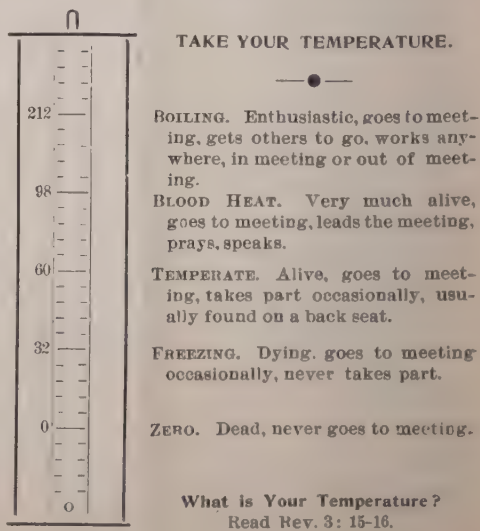 TAKE YOUR TEMPERATURE.
212
BOILING. Enthusiastic, goes to meet-
ing, gets others to go, works any-
where, in meeting or out of meet-
ing.
98
BLOOD HEAT. Very much alive,
goes to meeting, leads the meeting,
prays, speaks.
60
TEMPERATE. Alive, goes to meet-
ing, takes part occasionally, usu-
ally found on a back seat.
32
FREEZING. Dying. goes to meeting
occasionally, never takes part.
0
ZERO. Dead, never goes to meeting.
What is Your Temperature?
Read Rev. 3: 15-16.